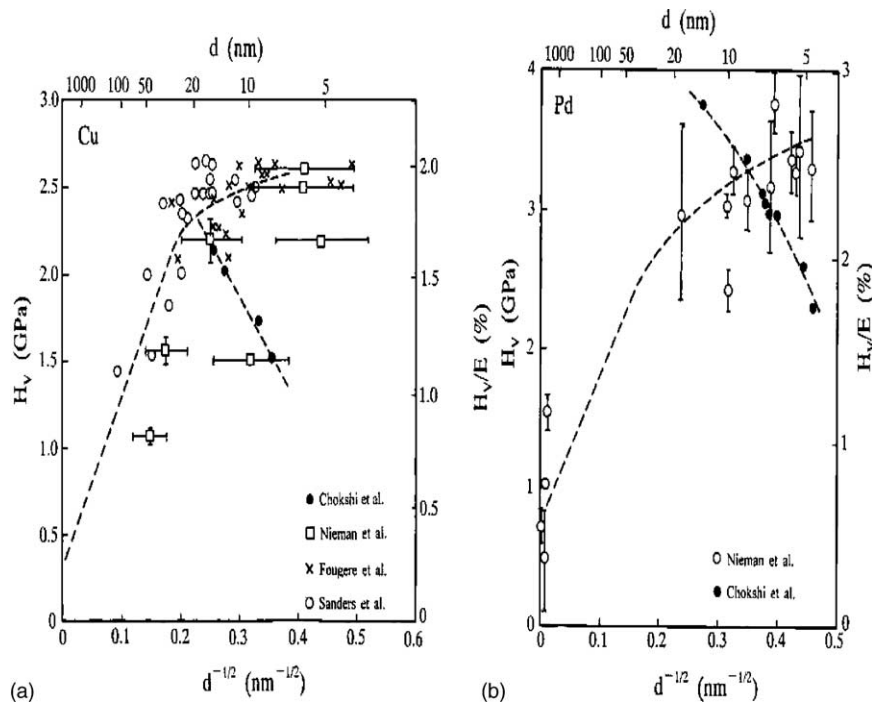 d (nm)
1000 100 50 20 10 5
3.0
2.5
2.0
1.5
1.0
0.5
0
H_V (GPa)
Cu
2.0
1.5
1.0
0.5
0
H_V/E (%)
Chokshi et al.
Nieman et al.
Fougere et al.
Sanders et al.
0 0.1 0.2 0.3 0.4 0.5 0.6
d^{-1/2} (nm^{-1/2})
(a)
d (nm)
1000 100 50 20 10 5
4
3
2
1
0
H_V (GPa)
Pd
3
2
1
0
H_V/E (%)
Nieman et al.
Chokshi et al.
0 0.1 0.2 0.3 0.4 0.5
d^{-1/2} (nm^{-1/2})
(b)